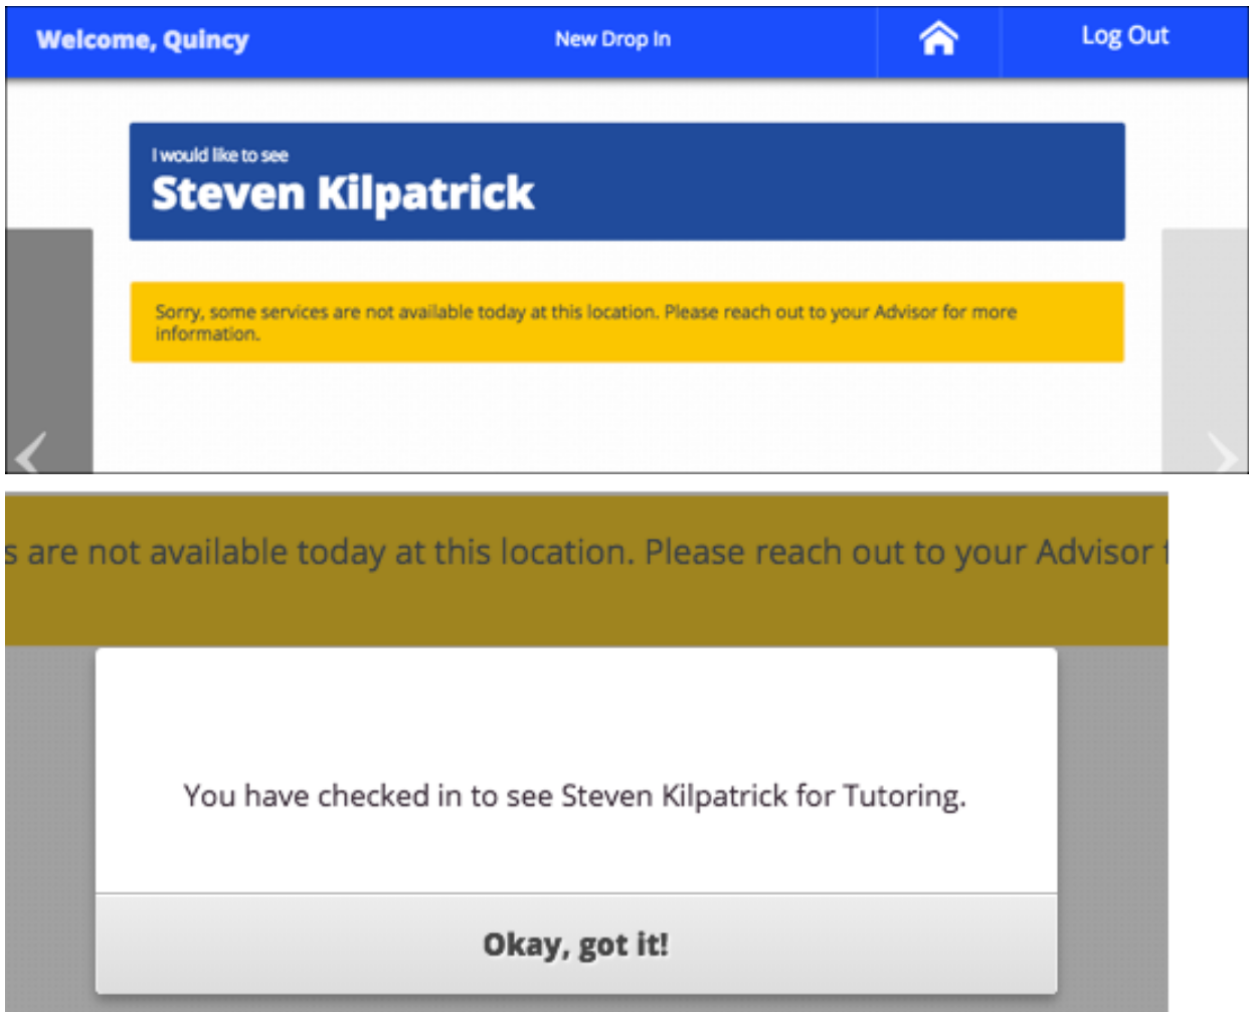 Welcome, Quincy
New Drop In
Log Out
I would like to see
Steven Kilpatrick
Sorry, some services are not available today at this location. Please reach out to your Advisor for more
information.
s are not available today at this location. Please reach out to your Advisor
You have checked in to see Steven Kilpatrick for Tutoring.
Okay, got it!